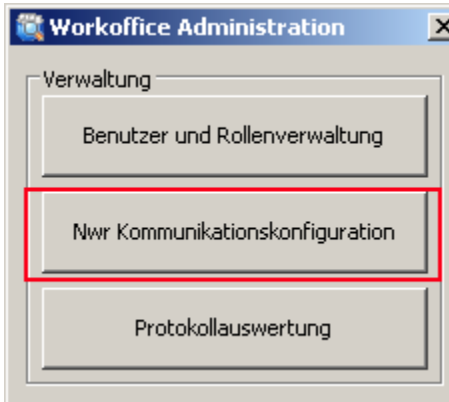 Workoffice Administration
Verwaltung
Benutzer und Rollenverwaltung
Nwr Kommunikationskonfiguration
Protokollauswertung